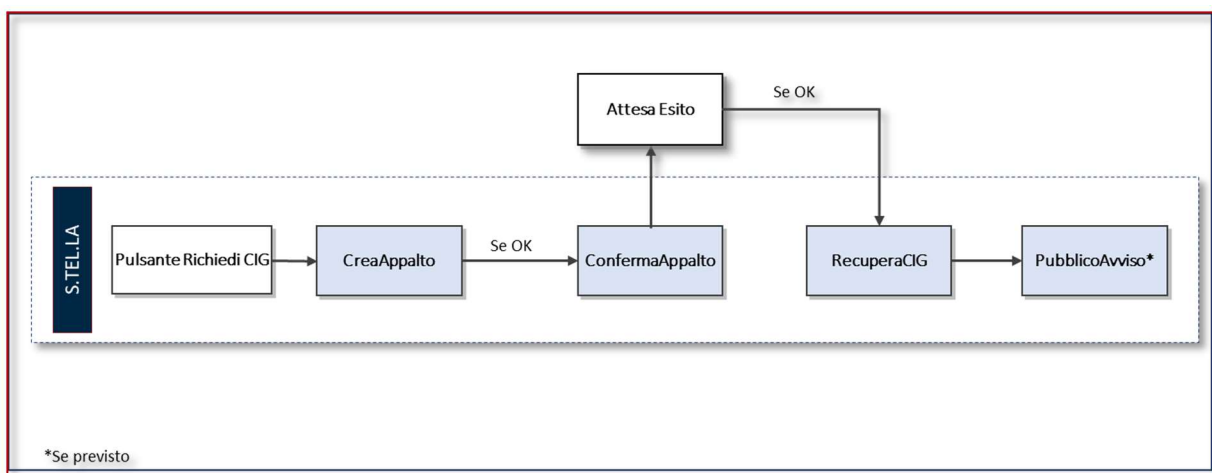 Attesa Esito
Se OK
S.TEL.LA
Pulsante Richiedi CIG
CreaAppalto
Se OK
ConfermaAppalto
RecuperaCIG
PubblicoAvviso*
*Se previsto